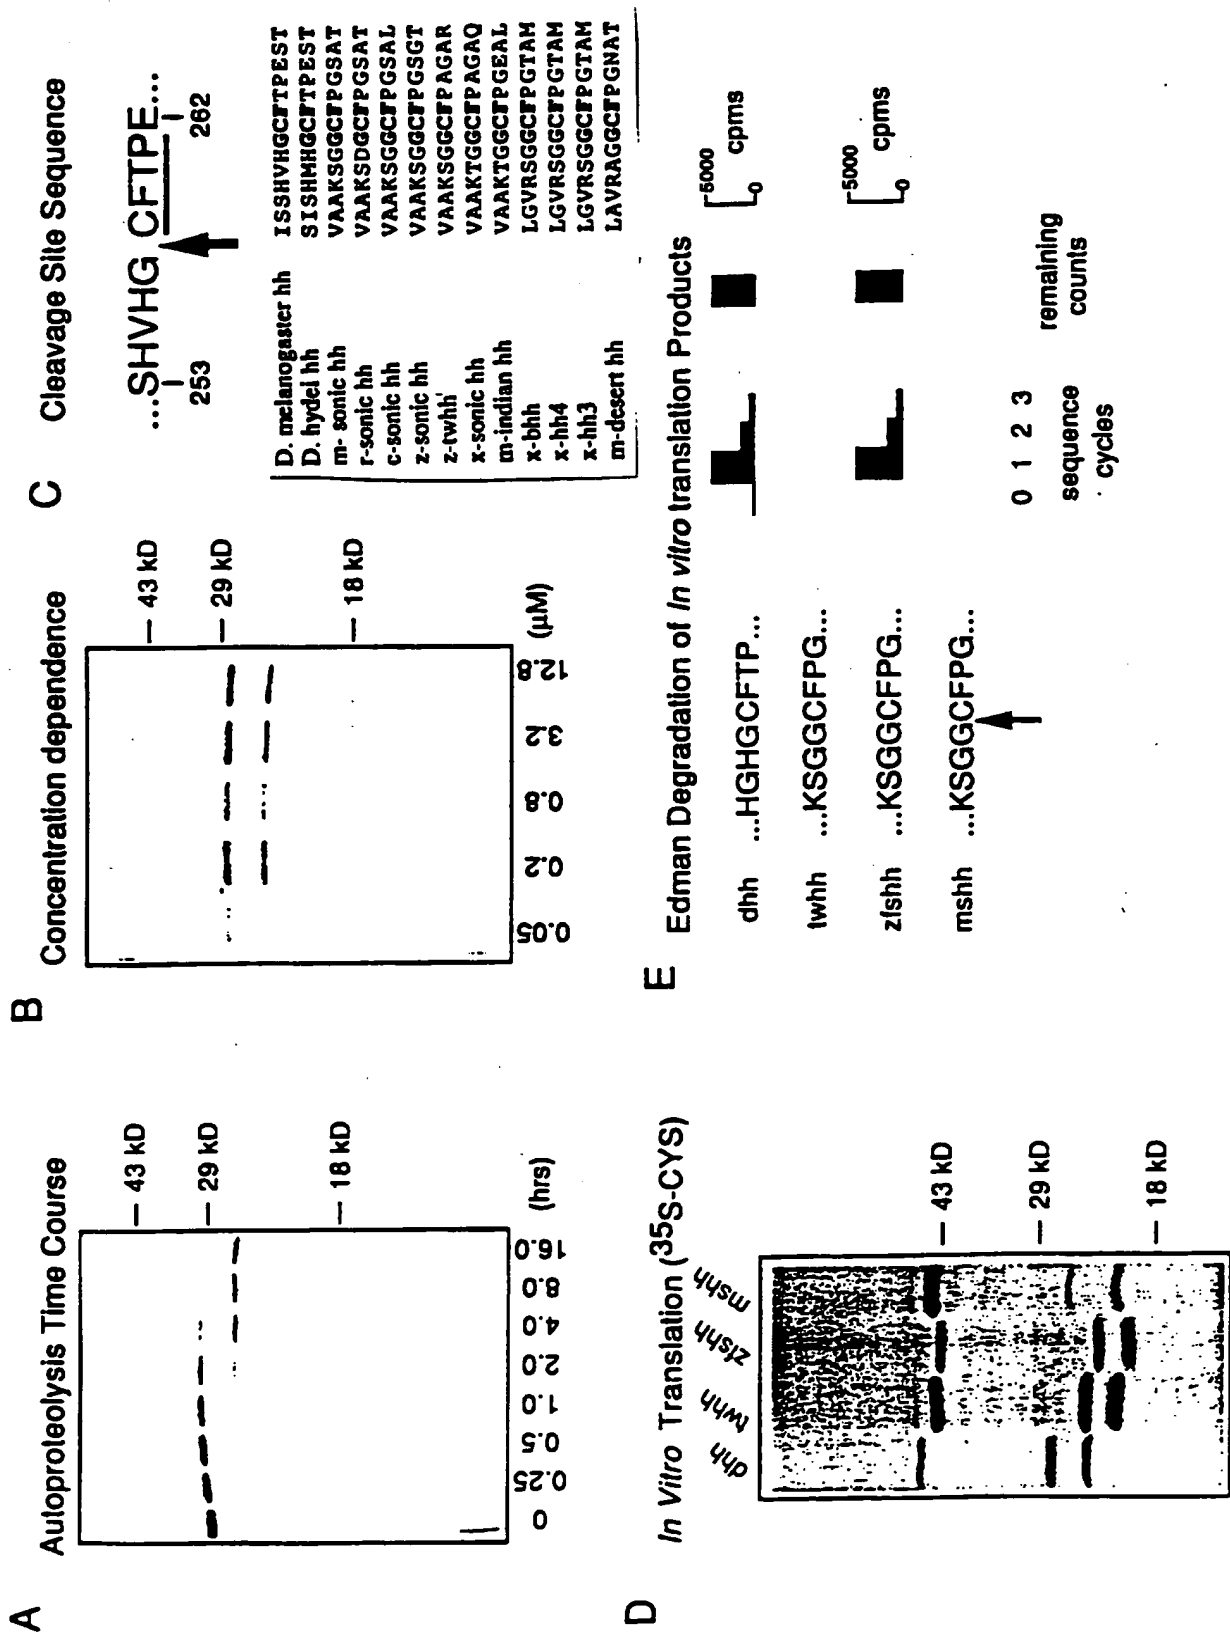 A
Autoproteolysis Time Course
43 kD
29 kD
18 kD
0 0.25 0.5 1.0 2.0 4.0 8.0 16.0 (hrs)
B
Concentration dependence
43 kD
29 kD
18 kD
0.05 0.2 0.8 3.2 12.8 (µM)
C
Cleavage Site Sequence
...SHVHG CFTPE...
253 262
D. melanogaster hh ISSHVHGCFTPEST
D. hydei hh SISHMHGCFTPEST
m- sonic hh VAAKSGGCFPGSAT
r-sonic hh VAAKSDGCFPGSAT
c-sonic hh VAAKSGGCFPGSAL
z-sonic hh VAAKSGGCFPGSGT
z-twhh' VAAKSGGCFPAGAR
x-sonic hh VAAKTGGCFPAGAQ
m-indian hh VAAKTGGCFPGEAL
x-bhh LGVRSGGCFPGTAM
x-hh4 LGVRSGGCFPGTAM
x-hh3 LGVRSGGCFPGTAM
m-desert hh LAVRAGGCFPGNAT
D
In Vitro Translation (35S-CYS)
dhh twhh zfshh mshh
43 kD
29 kD
18 kD
E
Edman Degradation of In vitro translation Products
dhh ...HGHGCFTP...
twhh ...KSGGCFPG...
zfshh ...KSGGCFPG...
mshh ...KSGGCFPG...
5000
cpms
0
5000
cpms
0
0 1 2 3
sequence
cycles
remaining
counts